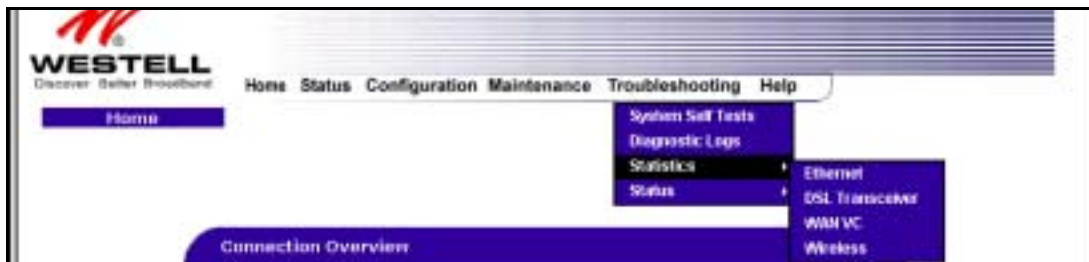 WESTELL
Discover Better Broadband
Home Status Configuration Maintenance Troubleshooting Help
Home
System Self Tests
Diagnostic Logs
Statistics
Status
Ethernet
DSL Transceiver
WAN VC
Wireless
Connection Overview